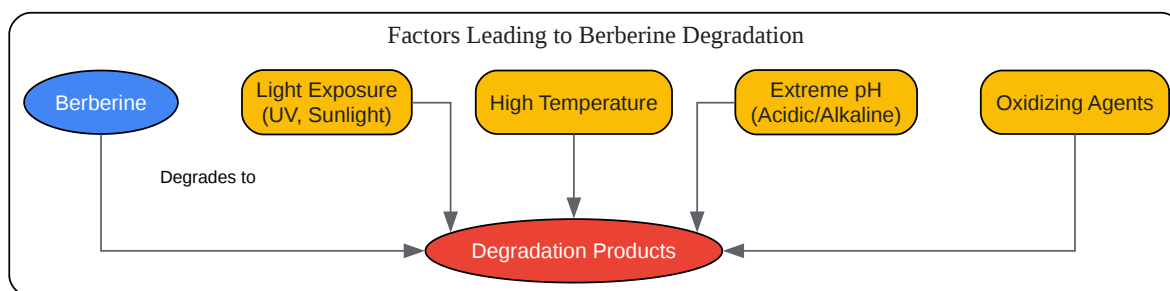 Factors Leading to Berberine Degradation
Berberine
Light Exposure
(UV, Sunlight)
High Temperature
Extreme pH
(Acidic/Alkaline)
Oxidizing Agents
Degrades to
Degradation Products